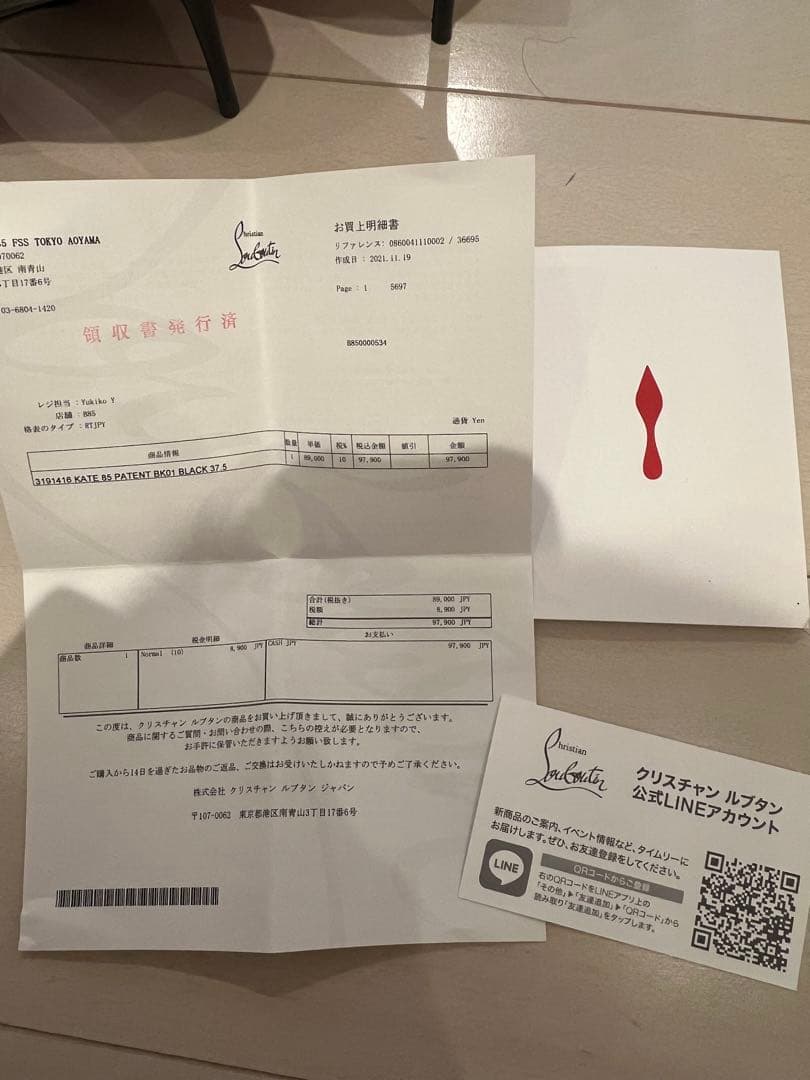 5 FSS TOKYO AOYAMA
070062
区 南青山
丁目17番6号
03-6804-1420
Christian
Louboutin
お買上明細書
リファレンス: 0860041110002 / 36695
作成日 : 2021.11.19
Page : 1 5697
領収書発行済
B850000534
レジ担当 : Yukiko Y
店舗 : B85
格表のタイプ : RTJPY
通貨 Yen
商品情報 数量 単価 税% 税込金額 値引 金額
3191416 KATE 85 PATENT BK01 BLACK 37.5 1 89,000 10 97,900 97,900
合計(税抜き) 89,000 JPY
税額 8,900 JPY
総計 97,900 JPY
商品詳細 税金明細 お支払い
商品数 1 Normal (10) 8,900 JPY CASH JPY 97,900 JPY
この度は、クリスチャン ルブタンの商品をお買い上げ頂きまして、誠にありがとうございます。
商品に関するご質問・お問い合わせの際、こちらの控えが必要となりますので、
お手許に保管いただきますようお願い致します。
ご購入から14日を過ぎたお品物のご返品、ご交換はお受けいたしかねますので予めご了承ください。
株式会社 クリスチャン ルブタン ジャパン
〒107-0062 東京都港区南青山3丁目17番6号
Christian
Louboutin
クリスチャン ルブタン
公式LINEアカウント
新商品のご案内、イベント情報など、タイムリーに
お届けします。ぜひ、お友達登録をしてください。
LINE
QRコードからご登録
右のQRコードをLINEアプリ上の
「その他」▶「友達追加」▶「QRコード」から
読み取り「友達追加」をタップします。